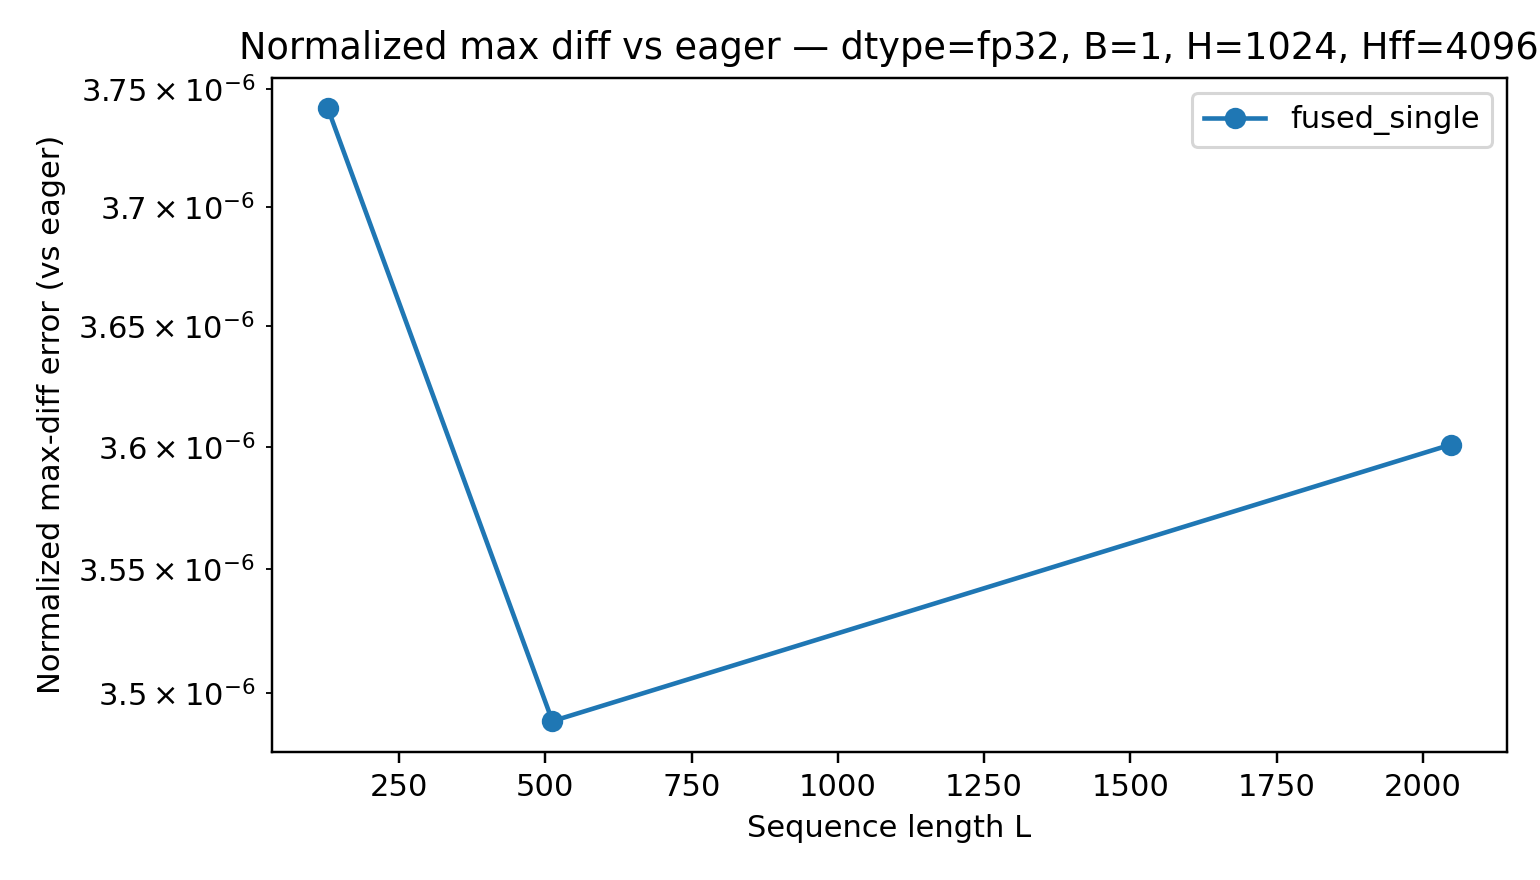 Normalized max diff vs eager — dtype=fp32, B=1, H=1024, Hff=4096
fused_single
Normalized max-diff error (vs eager)
3.75 × 10⁻⁶
3.7 × 10⁻⁶
3.65 × 10⁻⁶
3.6 × 10⁻⁶
3.55 × 10⁻⁶
3.5 × 10⁻⁶
250 500 750 1000 1250 1500 1750 2000
Sequence length L